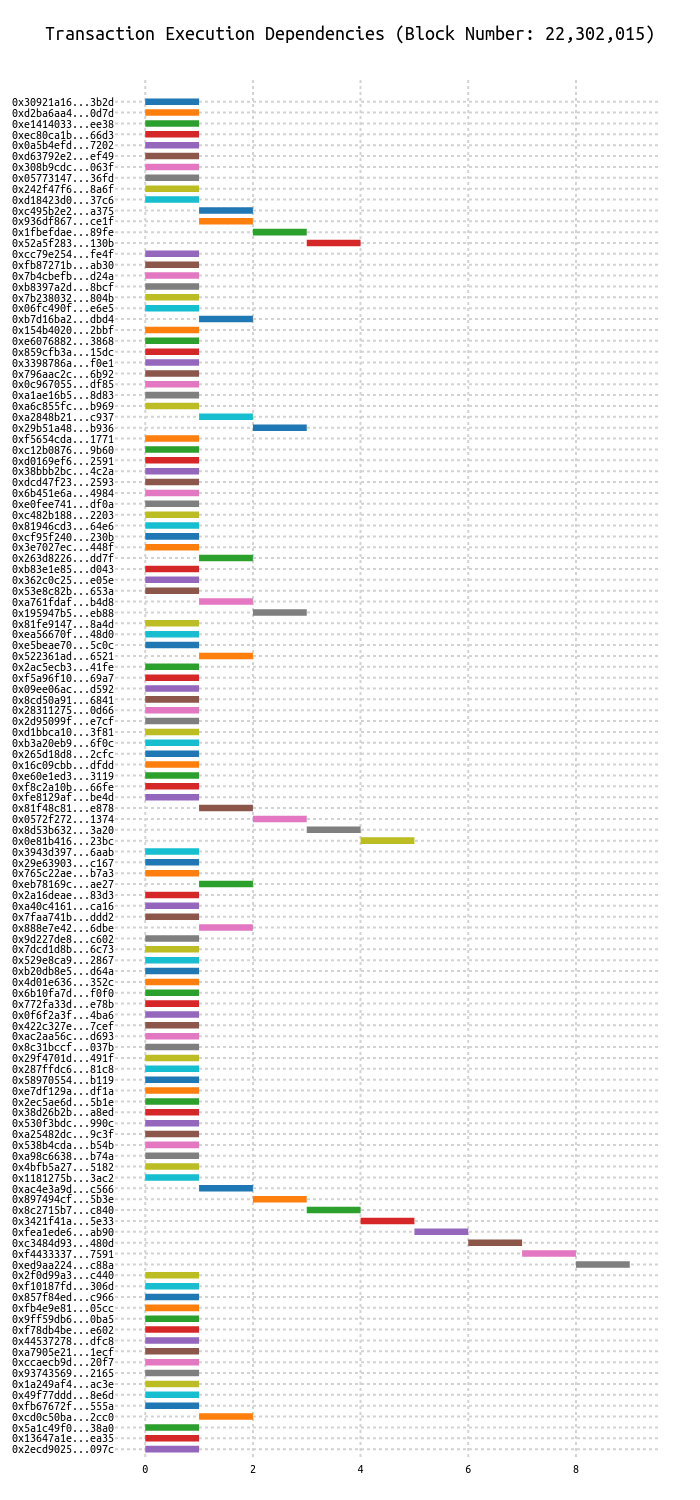 Transaction Execution Dependencies (Block Number: 22,302,015)
0x30921a16...3b2d
0xd2ba6aa4...0d7d
0xe1414033...ee38
0xec80ca1b...66d3
0x0a5b4efd...7202
0xd63792e2...ef49
0x308b9cdc...063f
0x05773147...36fd
0x242f47f6...8a6f
0xd18423d0...37c6
0xc495b2e2...a375
0x936df867...ce1f
0x1fbefdae...89fe
0x52a5f283...130b
0xcc79e254...fe4f
0xfb87271b...ab30
0x7b4cbefb...d24a
0xb8397a2d...8bcf
0x7b238032...804b
0x06fc490f...e6e5
0xb7d16ba2...dbd4
0x154b4020...2bbf
0xe6076882...3868
0x859cfb3a...15dc
0x3398786a...f0e1
0x796aac2c...6b92
0x0c967055...df85
0xa1ae16b5...8d83
0xa6c855fc...b969
0xa2848b21...c937
0x29b51a48...b936
0xf5654cda...1771
0xc12b0876...9b60
0xd0169ef6...2591
0x38bbb2bc...4c2a
0xdcd47f23...2593
0x6b451e6a...4984
0xe0fee741...df0a
0xc482b188...2203
0x81946cd3...64e6
0xcf95f240...230b
0x3e7027ec...448f
0x263d8226...dd7f
0xb83e1e85...d043
0x362c0c25...e05e
0x53e8c82b...653a
0xa761fdaf...b4d8
0x195947b5...eb88
0x81fe9147...8a4d
0xea56670f...48d0
0xe5beae70...5c0c
0x522361ad...6521
0x2ac5ecb3...41fe
0xf5a96f10...69a7
0x09ee06ac...d592
0x8cd50a91...6841
0x28311275...0d66
0x2d95099f...e7cf
0xd1bbca10...3f81
0xb3a20eb9...6f0c
0x265d18d8...2cfc
0x16c09cbb...dfdd
0xe60e1ed3...3119
0xf8c2a10b...66fe
0xfe8129af...be4d
0x81f48c81...e878
0x0572f272...1374
0x8d53b632...3a20
0x0e81b416...23bc
0x3943d397...6aab
0x29e63903...c167
0x765c22ae...b7a3
0xeb78169c...ae27
0x2a16deae...83d3
0xa40c4161...ca16
0x7faa741b...ddd2
0x888e7e42...6dbe
0x9d227de8...c602
0x7dcd1d8b...6c73
0x529e8ca9...2867
0xb20db8e5...d64a
0x4d01e636...352c
0x6b10fa7d...f0f0
0x772fa33d...e78b
0x0f6f2a3f...4ba6
0x422c327e...7cef
0xac2aa56c...d693
0x8c31bccf...037b
0x29f4701d...491f
0x287ffdc6...81c8
0x58970554...b119
0xe7df129a...df1a
0x2ec5ae6d...5b1e
0x38d26b2b...a8ed
0x530f3bdc...990c
0xa25482dc...9c3f
0x538b4cda...b54b
0xa98c6638...b74a
0x4bfb5a27...5182
0x1181275b...3ac2
0xac4e3a9d...c566
0x897494cf...5b3e
0x8c2715b7...c840
0x3421f41a...5e33
0xfea1ede6...ab90
0xc3484d93...480d
0xf4433337...7591
0xed9aa224...c88a
0x2f0d99a3...c440
0xf10187fd...306d
0x857f84ed...c966
0xfb4e9e81...05cc
0x9ff59db6...0ba5
0xf78db4be...e602
0x44537278...dfc8
0xa7905e21...1ecf
0xccaecb9d...20f7
0x93743569...2165
0x1a249af4...ac3e
0x49f77ddd...8e6d
0xfb67672f...555a
0xcd0c50ba...2cc0
0x5a1c49f0...38a0
0x13647a1e...ea35
0x2ecd9025...097c
0 2 4 6 8